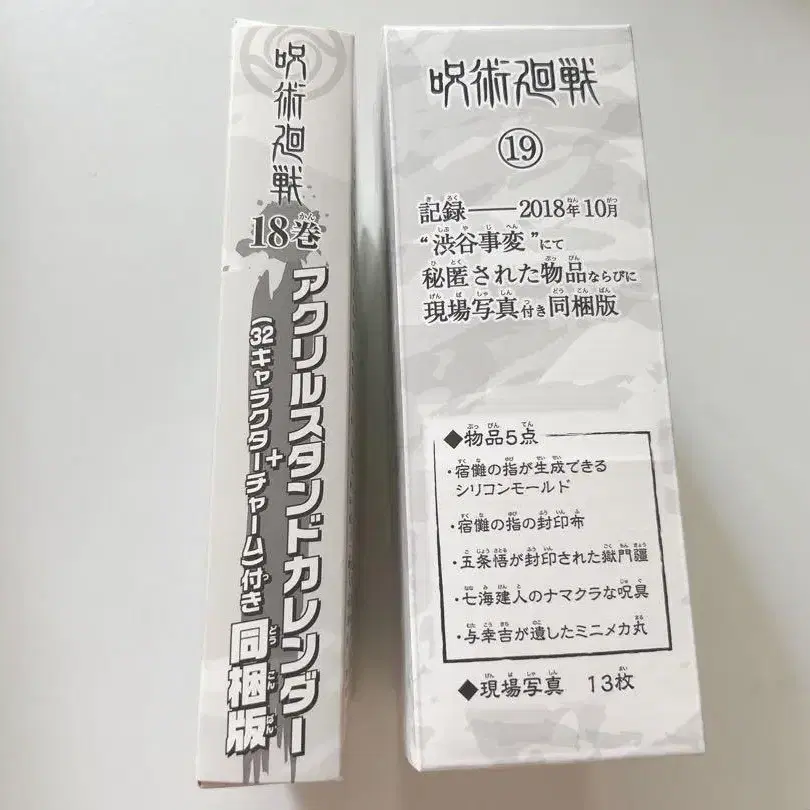 呪術廻戦
18巻
アクリルスタンドカレンダー
(32キャラクターチャーム)付き
+
同梱版
呪術廻戦
⑲
記録──2018年10月
“渋谷事変”にて
秘匿された物品ならびに
現場写真付き同梱版
◆物品5点
・宿儺の指が生成できる
シリコンモールド
・宿儺の指の封印布
・五条悟が封印された獄門疆
・七海建人のナマクラな呪具
・与幸吉が遺したミニメカ丸
◆現場写真 13枚